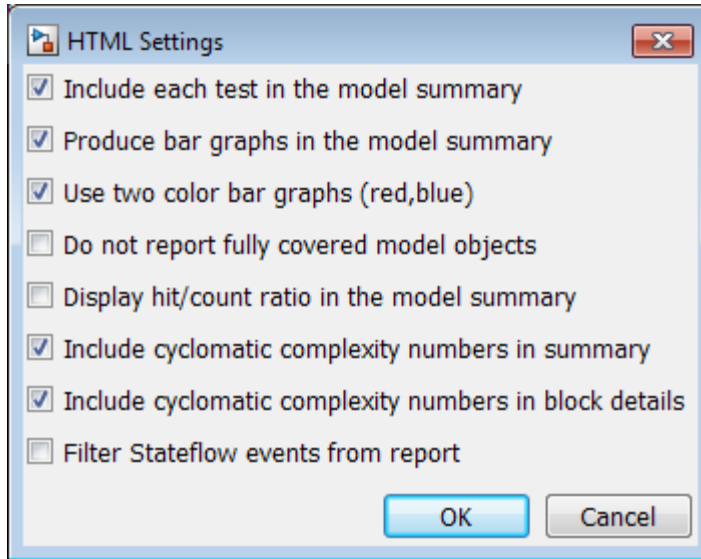 HTML Settings
Include each test in the model summary
Produce bar graphs in the model summary
Use two color bar graphs (red,blue)
Do not report fully covered model objects
Display hit/count ratio in the model summary
Include cyclomatic complexity numbers in summary
Include cyclomatic complexity numbers in block details
Filter Stateflow events from report
OK Cancel